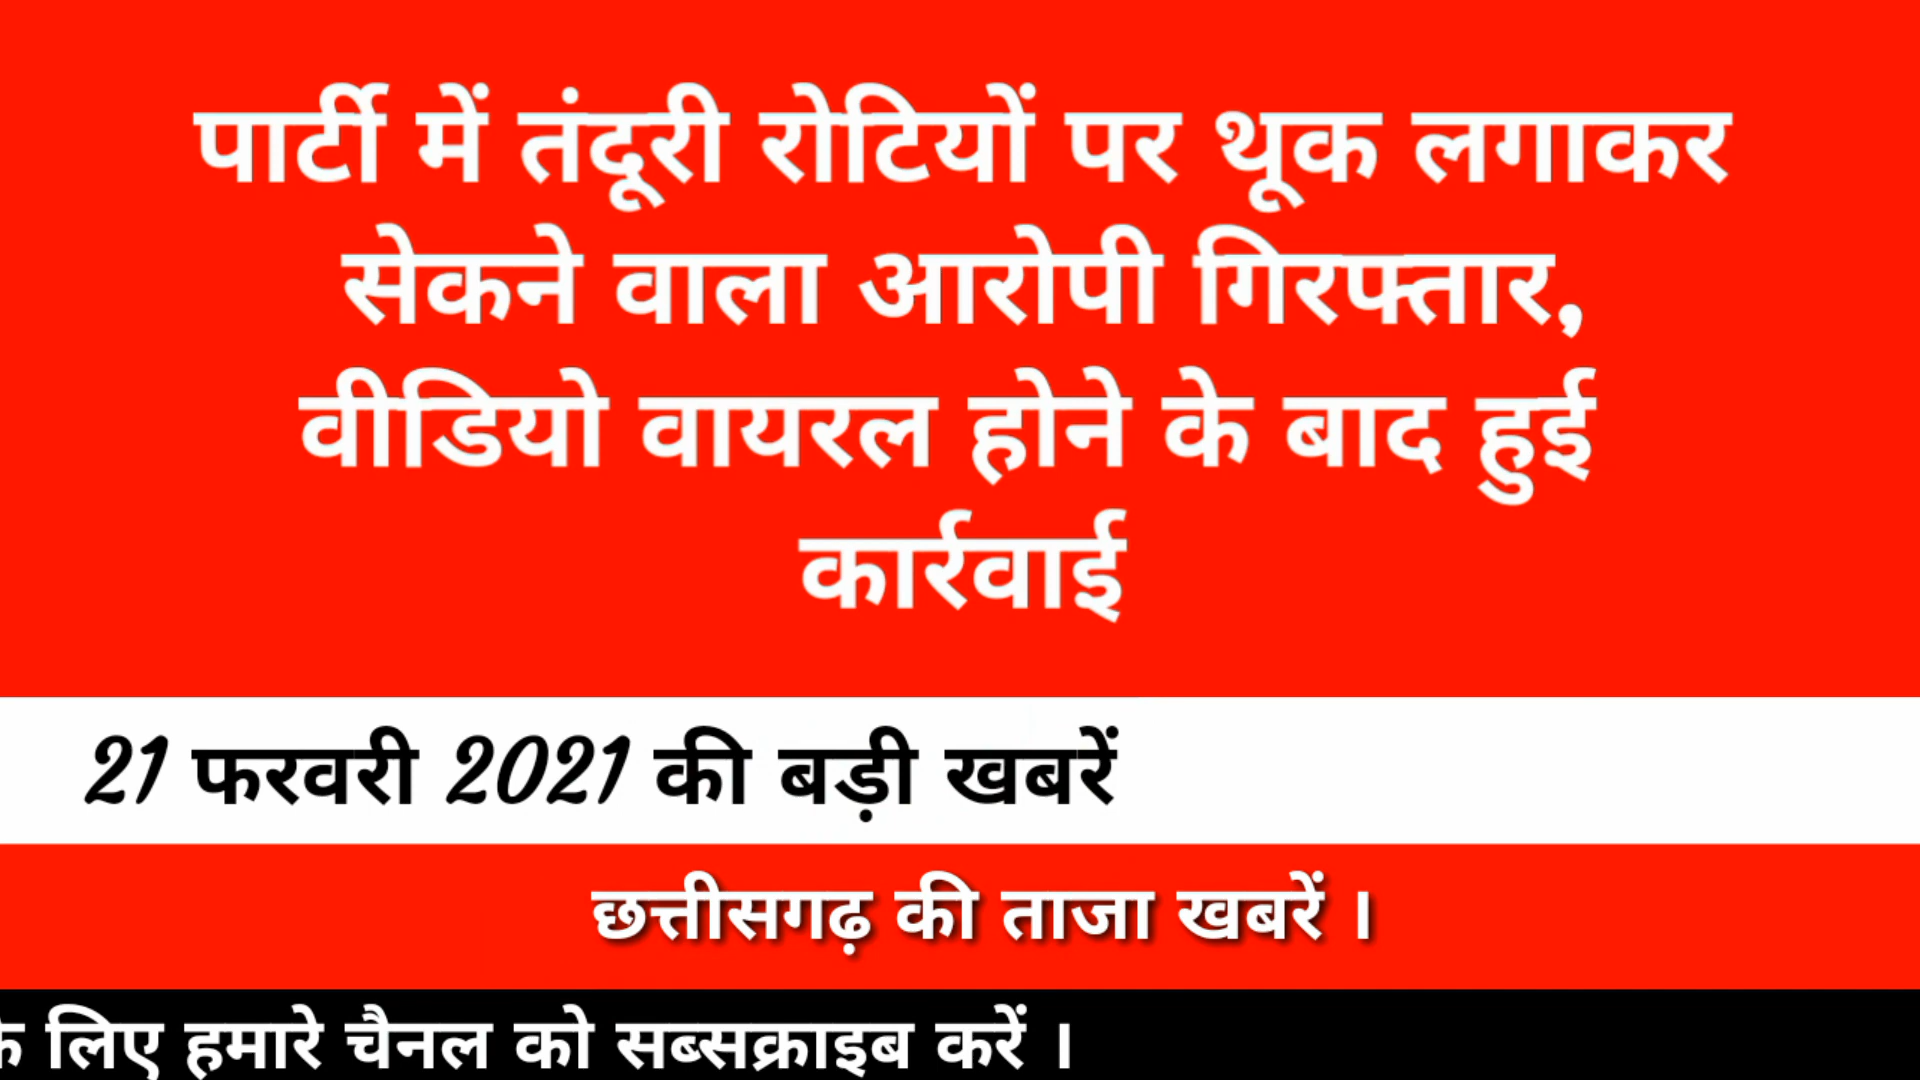 पार्टी में तंदूरी रोटियों पर थूक लगाकर
सेकने वाला आरोपी गिरफ्तार,
वीडियो वायरल होने के बाद हुई
कार्रवाई
21 फरवरी 2021 की बड़ी खबरें
छत्तीसगढ़ की ताजा खबरें ।
के लिए हमारे चैनल को सब्सक्राइब करें ।